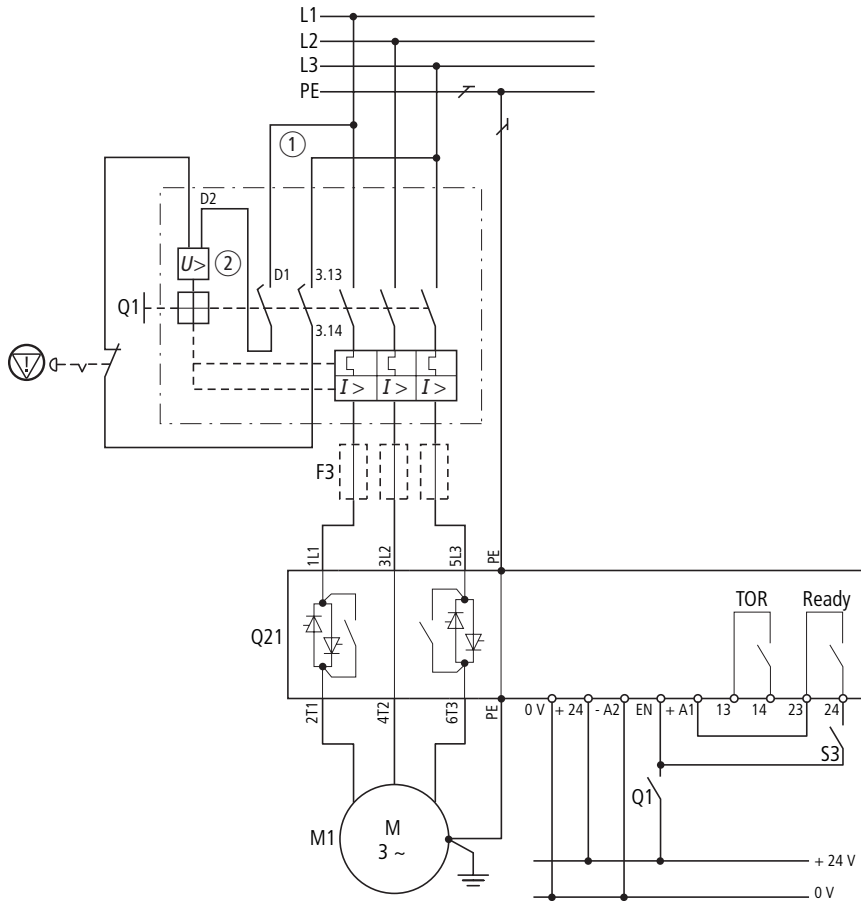 L1
L2
L3
PE
1
D2
U>
2
D1
3.13
Q1
3.14
!
I > I > I >
F3
1L1 3L2 5L3 PE
TOR Ready
Q21
2T1 4T2 6T3 PE 0 V + 24 - A2 EN + A1 13 14 23 24
S3
Q1
M1
M
3 ~
+ 24 V
0 V